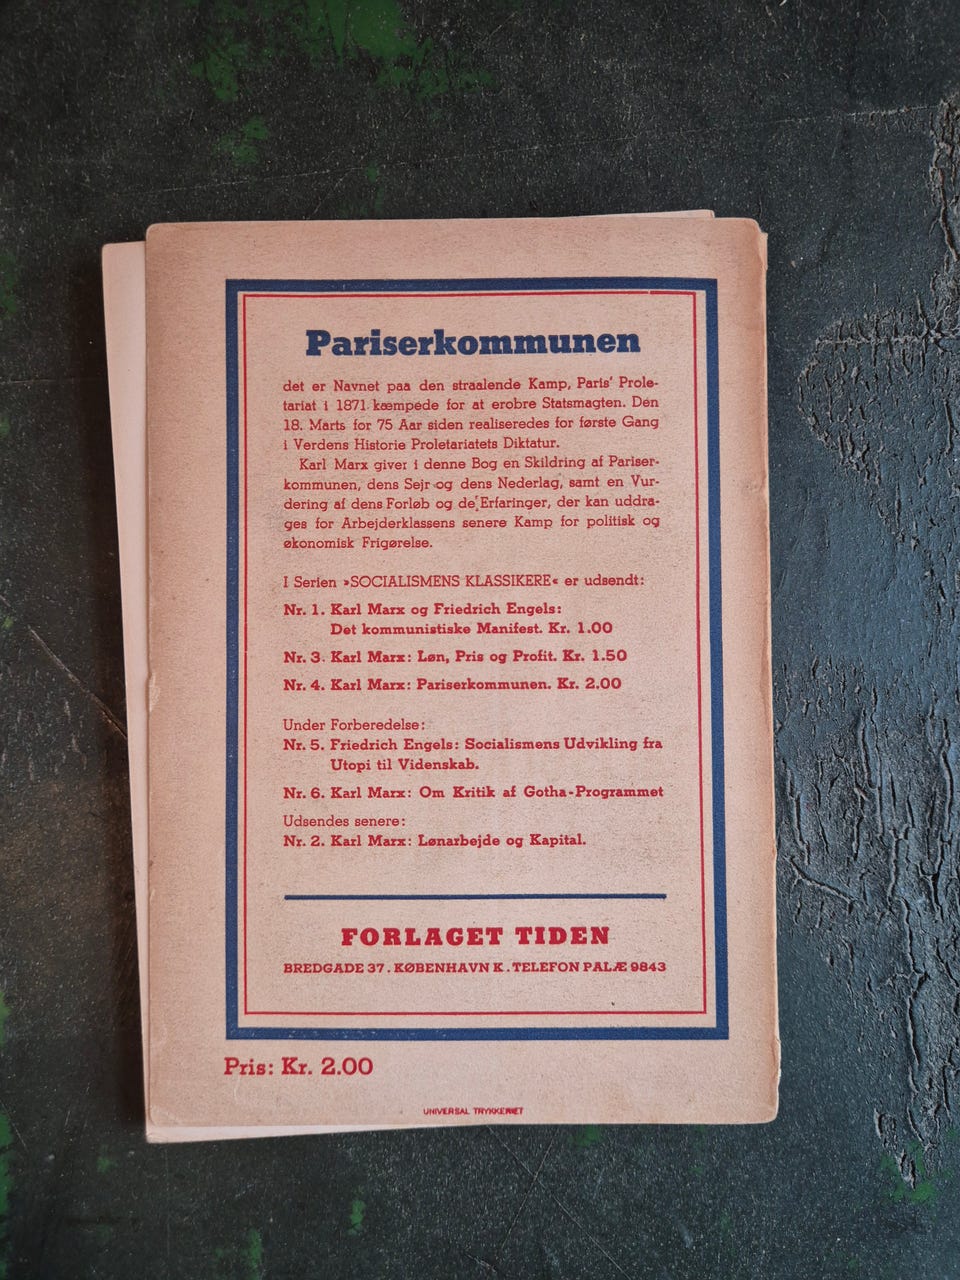 Pariserkommunen
det er Navnet paa den straalende Kamp, Paris' Prole-
tariat i 1871 kæmpede for at erobre Statsmagten. Den
18. Marts for 75 Aar siden realiseredes for første Gang
i Verdens Historie Proletariatets Diktatur.
Karl Marx giver i denne Bog en Skildring af Pariser-
kommunen, dens Sejr og dens Nederlag, samt en Vur-
dering af dens Forløb og de Erfaringer, der kan uddra-
ges for Arbejderklassens senere Kamp for politisk og
økonomisk Frigørelse.
I Serien »SOCIALISMENS KLASSIKERE« er udsendt:
Nr. 1. Karl Marx og Friedrich Engels:
Det kommunistiske Manifest. Kr. 1.00
Nr. 3. Karl Marx: Løn, Pris og Profit. Kr. 1.50
Nr. 4. Karl Marx: Pariserkommunen. Kr. 2.00
Under Forberedelse:
Nr. 5. Friedrich Engels: Socialismens Udvikling fra
Utopi til Videnskab.
Nr. 6. Karl Marx: Om Kritik af Gotha-Programmet
Udsendes senere:
Nr. 2. Karl Marx: Lønarbejde og Kapital.
FORLAGET TIDEN
BREDGADE 37. KØBENHAVN K. TELEFON PALÆ 9843
Pris: Kr. 2.00
UNIVERSAL TRYKKERIET